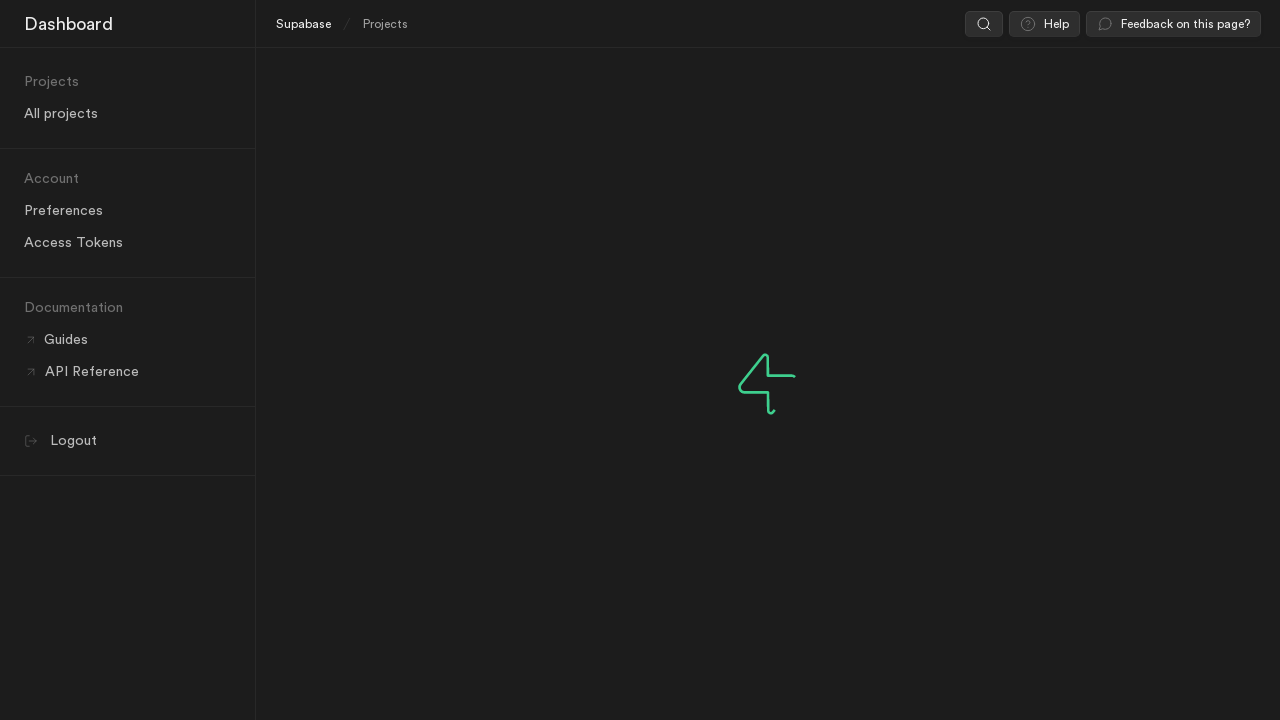 Dashboard
Supabase / Projects
Help
Feedback on this page?
Projects
All projects
Account
Preferences
Access Tokens
Documentation
Guides
API Reference
Logout